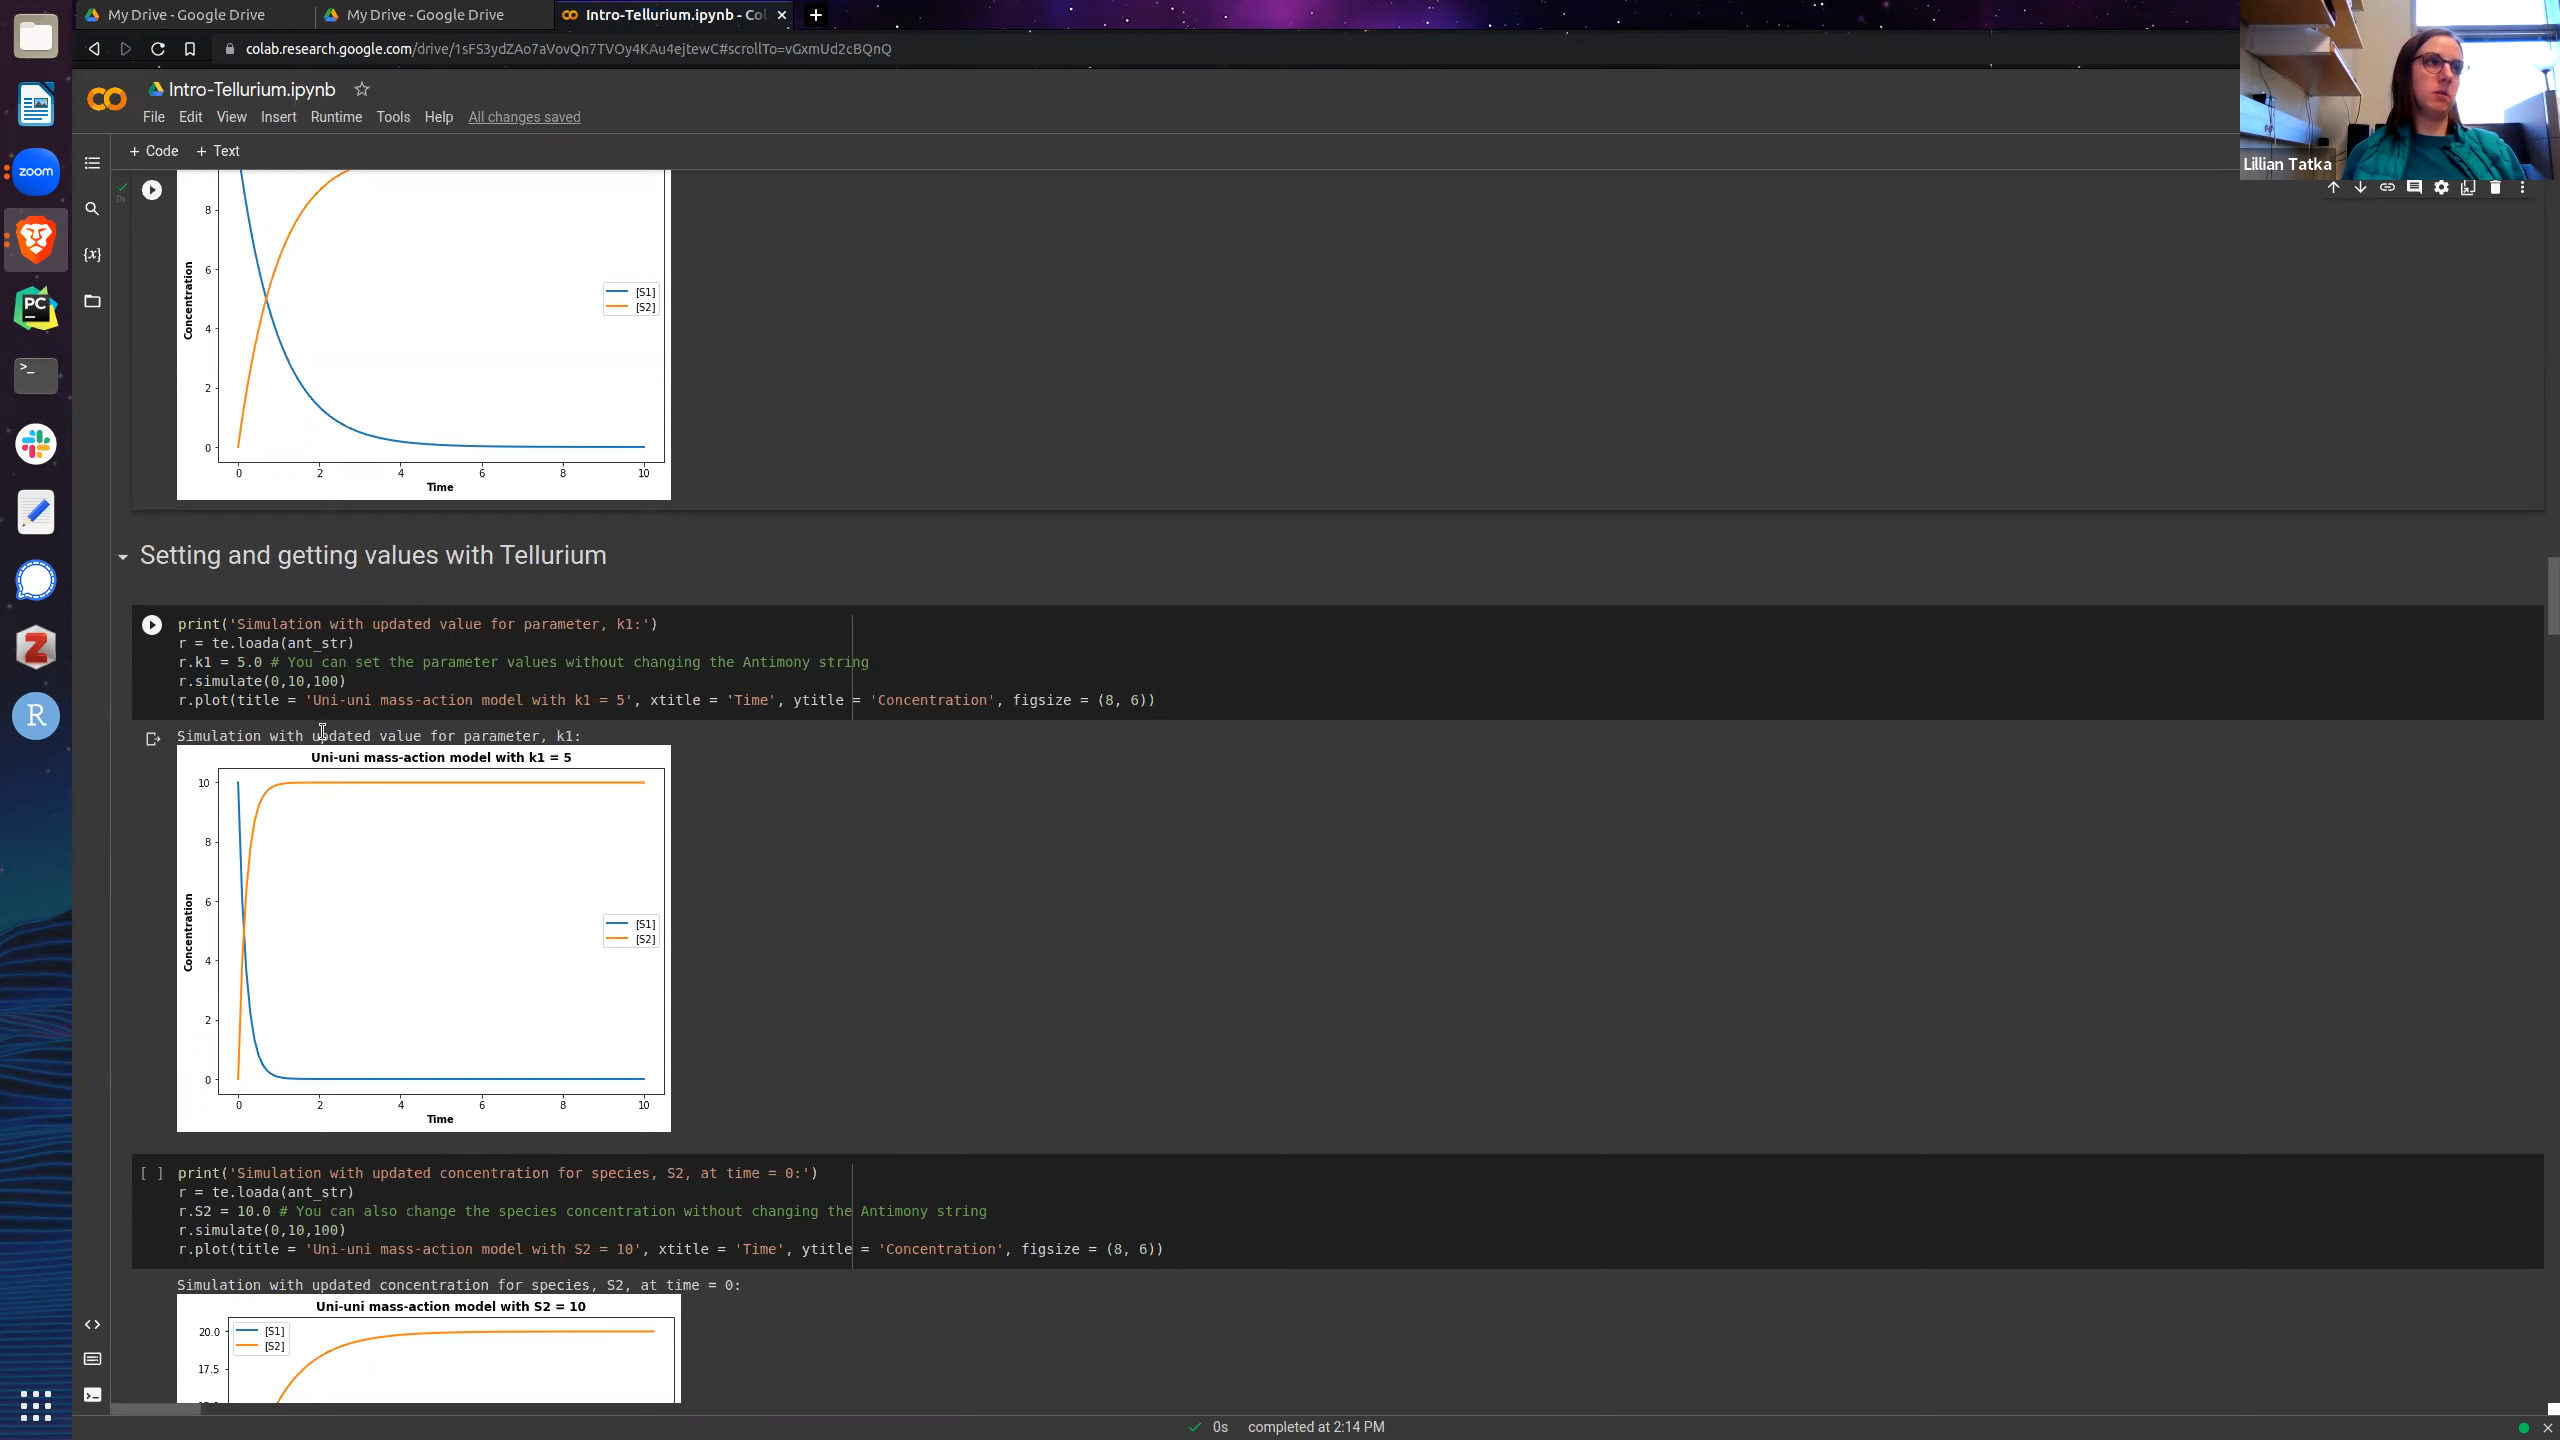 My Drive - Google Drive
My Drive - Google Drive
Intro-Tellurium.ipynb - Co
colab.research.google.com/drive/1sFS3ydZAo7aVovQn7TVOy4KAu4ejtewC#scrollTo=vGxmUd2cBQnQ
Intro-Tellurium.ipynb
File Edit View Insert Runtime Tools Help All changes saved
+ Code + Text
Lillian Tatka
zoom
PC
>_
Z
R
{x}
0s
8
6
4
2
0
Concentration
[S1]
[S2]
0 2 4 6 8 10
Time
Setting and getting values with Tellurium
print('Simulation with updated value for parameter, k1:')
r = te.loada(ant_str)
r.k1 = 5.0 # You can set the parameter values without changing the Antimony string
r.simulate(0,10,100)
r.plot(title = 'Uni-uni mass-action model with k1 = 5', xtitle = 'Time', ytitle = 'Concentration', figsize = (8, 6))
Simulation with updated value for parameter, k1:
Uni-uni mass-action model with k1 = 5
10
8
6
4
2
0
Concentration
[S1]
[S2]
0 2 4 6 8 10
Time
[ ] print('Simulation with updated concentration for species, S2, at time = 0:')
r = te.loada(ant_str)
r.S2 = 10.0 # You can also change the species concentration without changing the Antimony string
r.simulate(0,10,100)
r.plot(title = 'Uni-uni mass-action model with S2 = 10', xtitle = 'Time', ytitle = 'Concentration', figsize = (8, 6))
Simulation with updated concentration for species, S2, at time = 0:
Uni-uni mass-action model with S2 = 10
20.0
17.5
[S1]
[S2]
0s completed at 2:14 PM